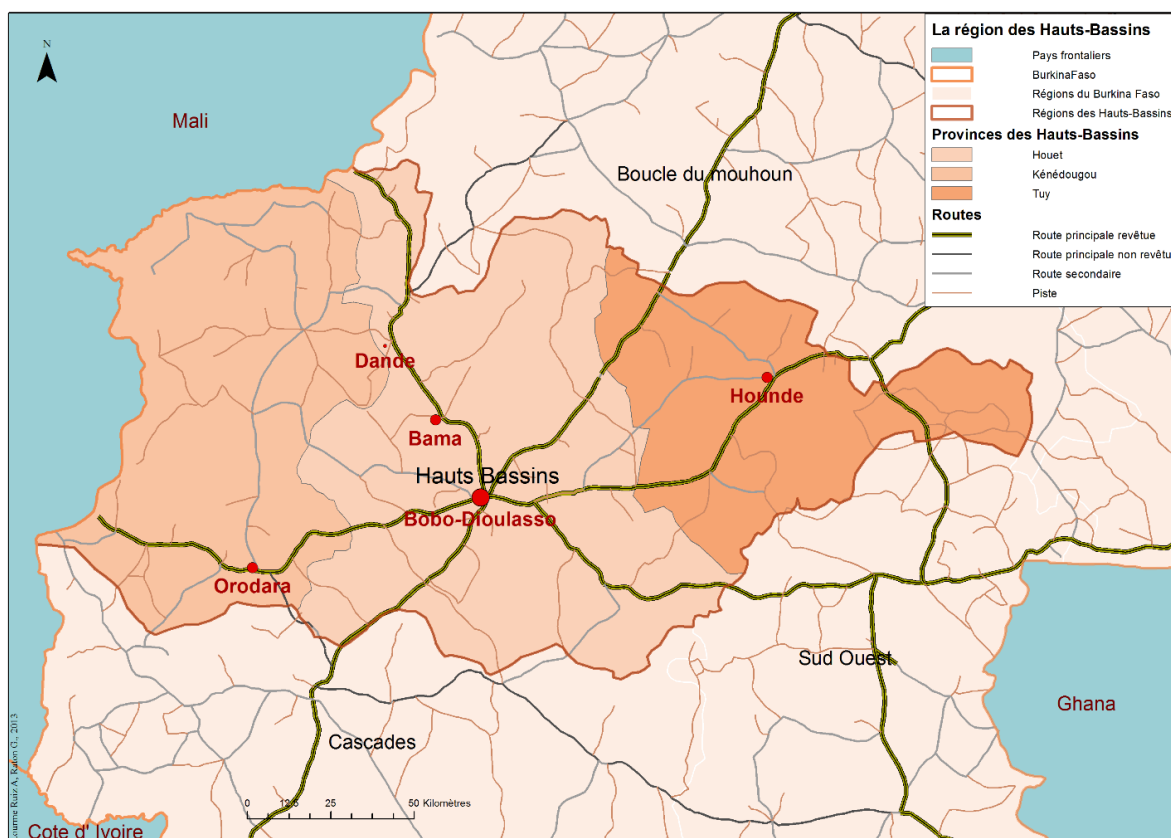 La région des Hauts-Bassins
Pays frontaliers
BurkinaFaso
Régions du Burkina Faso
Régions des Hauts-Bassins
Provinces des Hauts-Bassins
Houet
Kénédougou
Tuy
Routes
Route principale revêtue
Route principale non revêtu
Route secondaire
Piste
N
Mali
Boucle du mouhoun
Dande
Hounde
Bama
Hauts Bassins
Bobo-Dioulasso
Orodara
Sud Ouest
Ghana
Cascades
0 12.5 25 50 Kilomètres
Cote d' Ivoire
Ruiz A, G., 2013